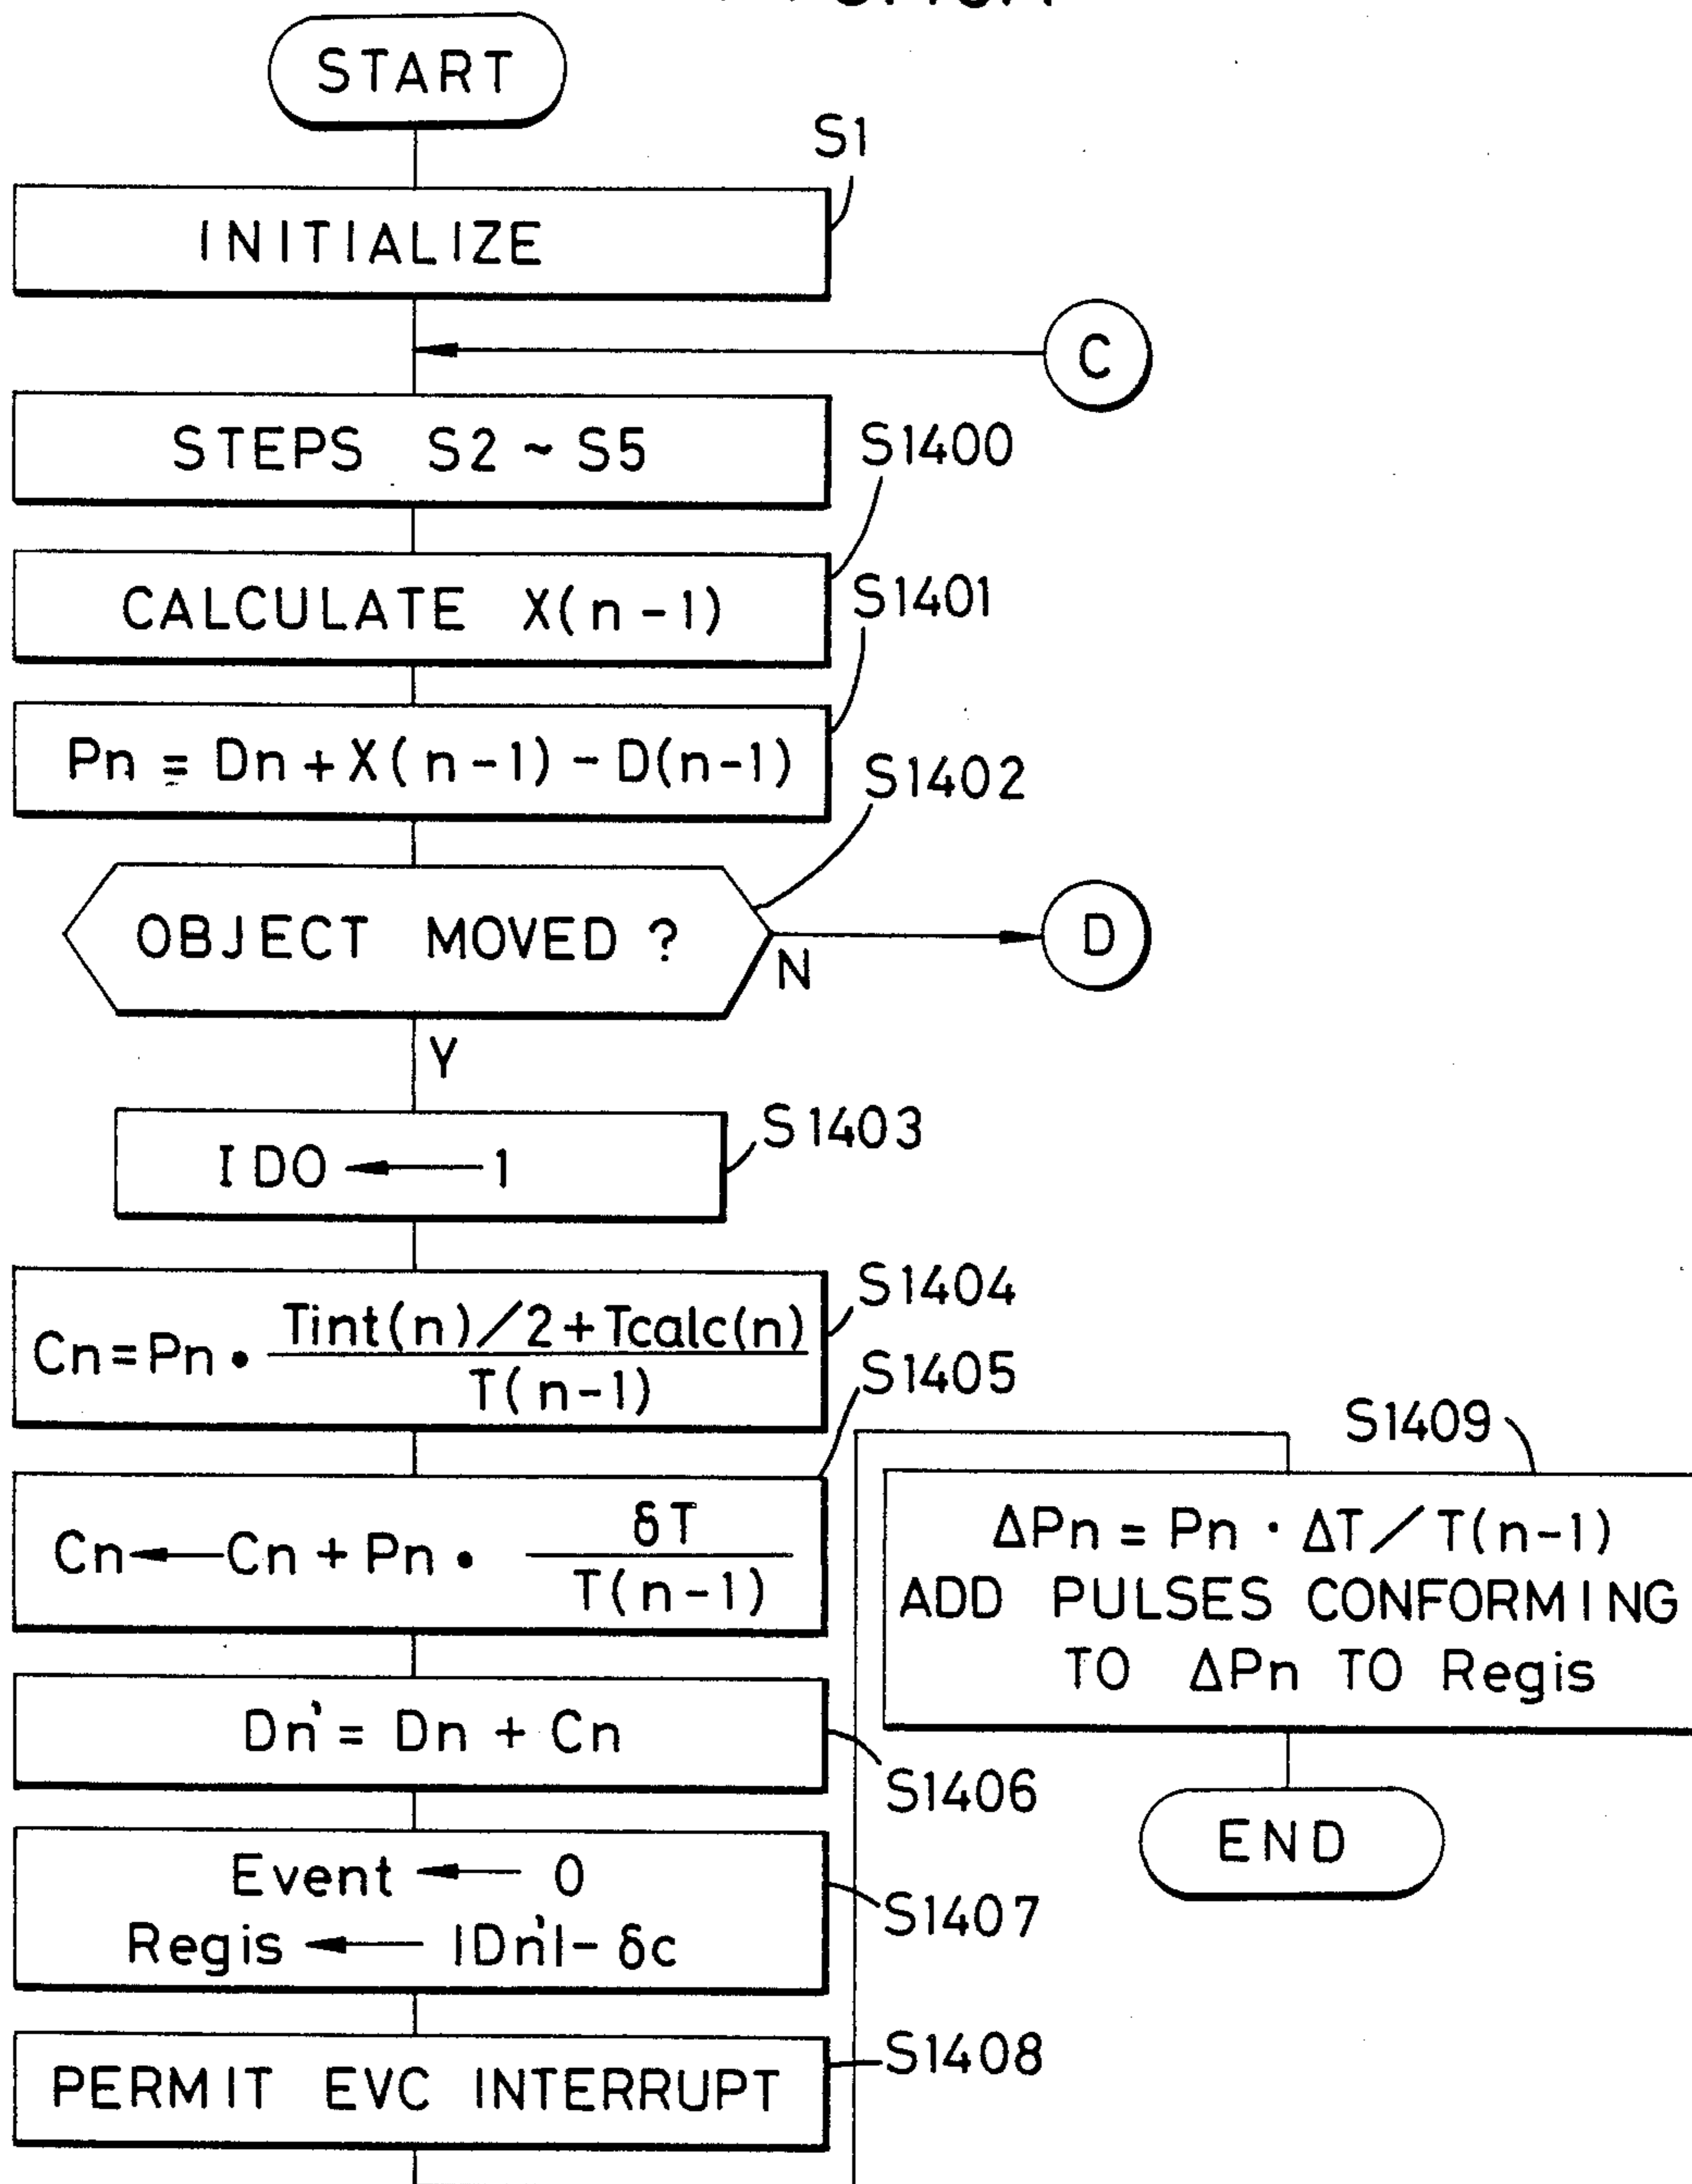 START
S1
INITIALIZE
C
STEPS S2 ~ S5
S1400
CALCULATE X(n-1)
S1401
Pn = Dn + X(n-1) - D(n-1)
S1402
OBJECT MOVED ?
N
D
Y
S1403
IDO ← 1
S1404
Cn = Pn • Tint(n)/2 + Tcalc(n)
T(n-1)
S1405
Cn ← Cn + Pn • δT
T(n-1)
Dn' = Dn + Cn
S1406
Event ← 0
Regis ← |Dn'| - δc
S1407
PERMIT EVC INTERRUPT
S1408
S1409
ΔPn = Pn · ΔT/T(n-1)
ADD PULSES CONFORMING
TO ΔPn TO Regis
END